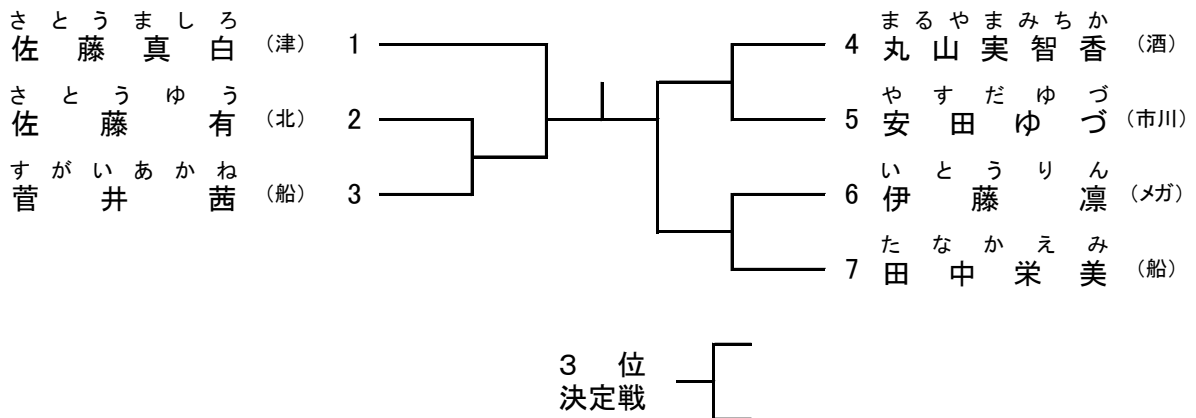 さとうましろ
佐藤真白 （津） 1
さとうゆう
佐藤有 （北） 2
すがいあかね
菅井茜 （船） 3
まるやまみちか
4 丸山実智香 （酒）
やすだゆづ
5 安田ゆづ （市川）
いとうりん
6 伊藤凛 （メガ）
たなかえみ
7 田中栄美 （船）
3位
決定戦